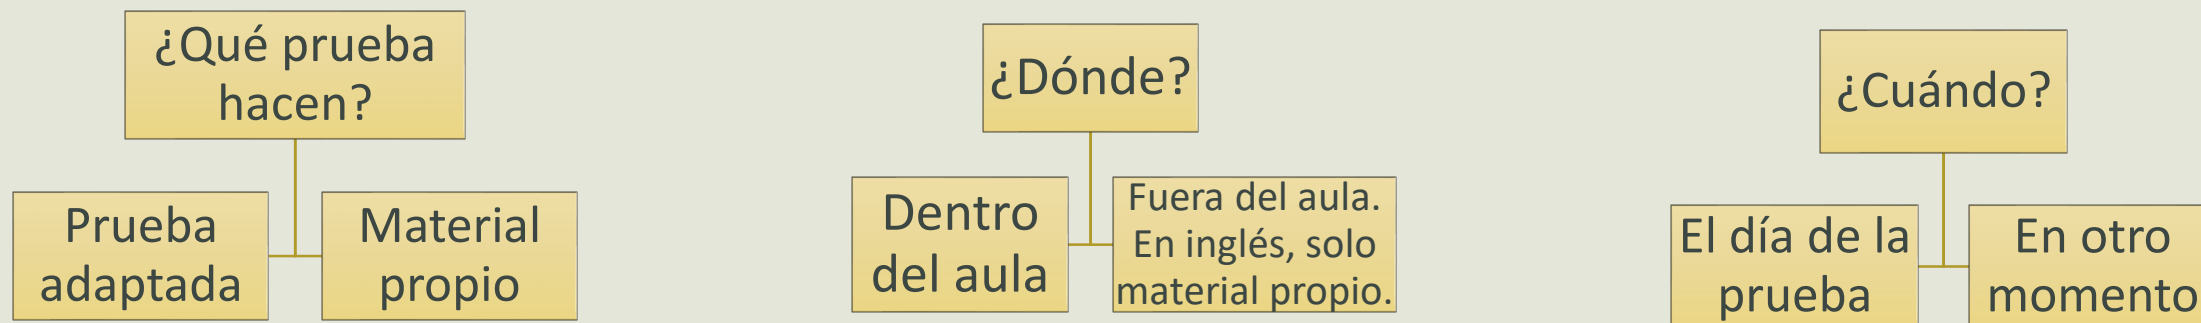 ¿Qué prueba
hacen?
Prueba
adaptada
Material
propio
¿Dónde?
Dentro
del aula
Fuera del aula.
En inglés, solo
material propio.
¿Cuándo?
El día de la
prueba
En otro
momento